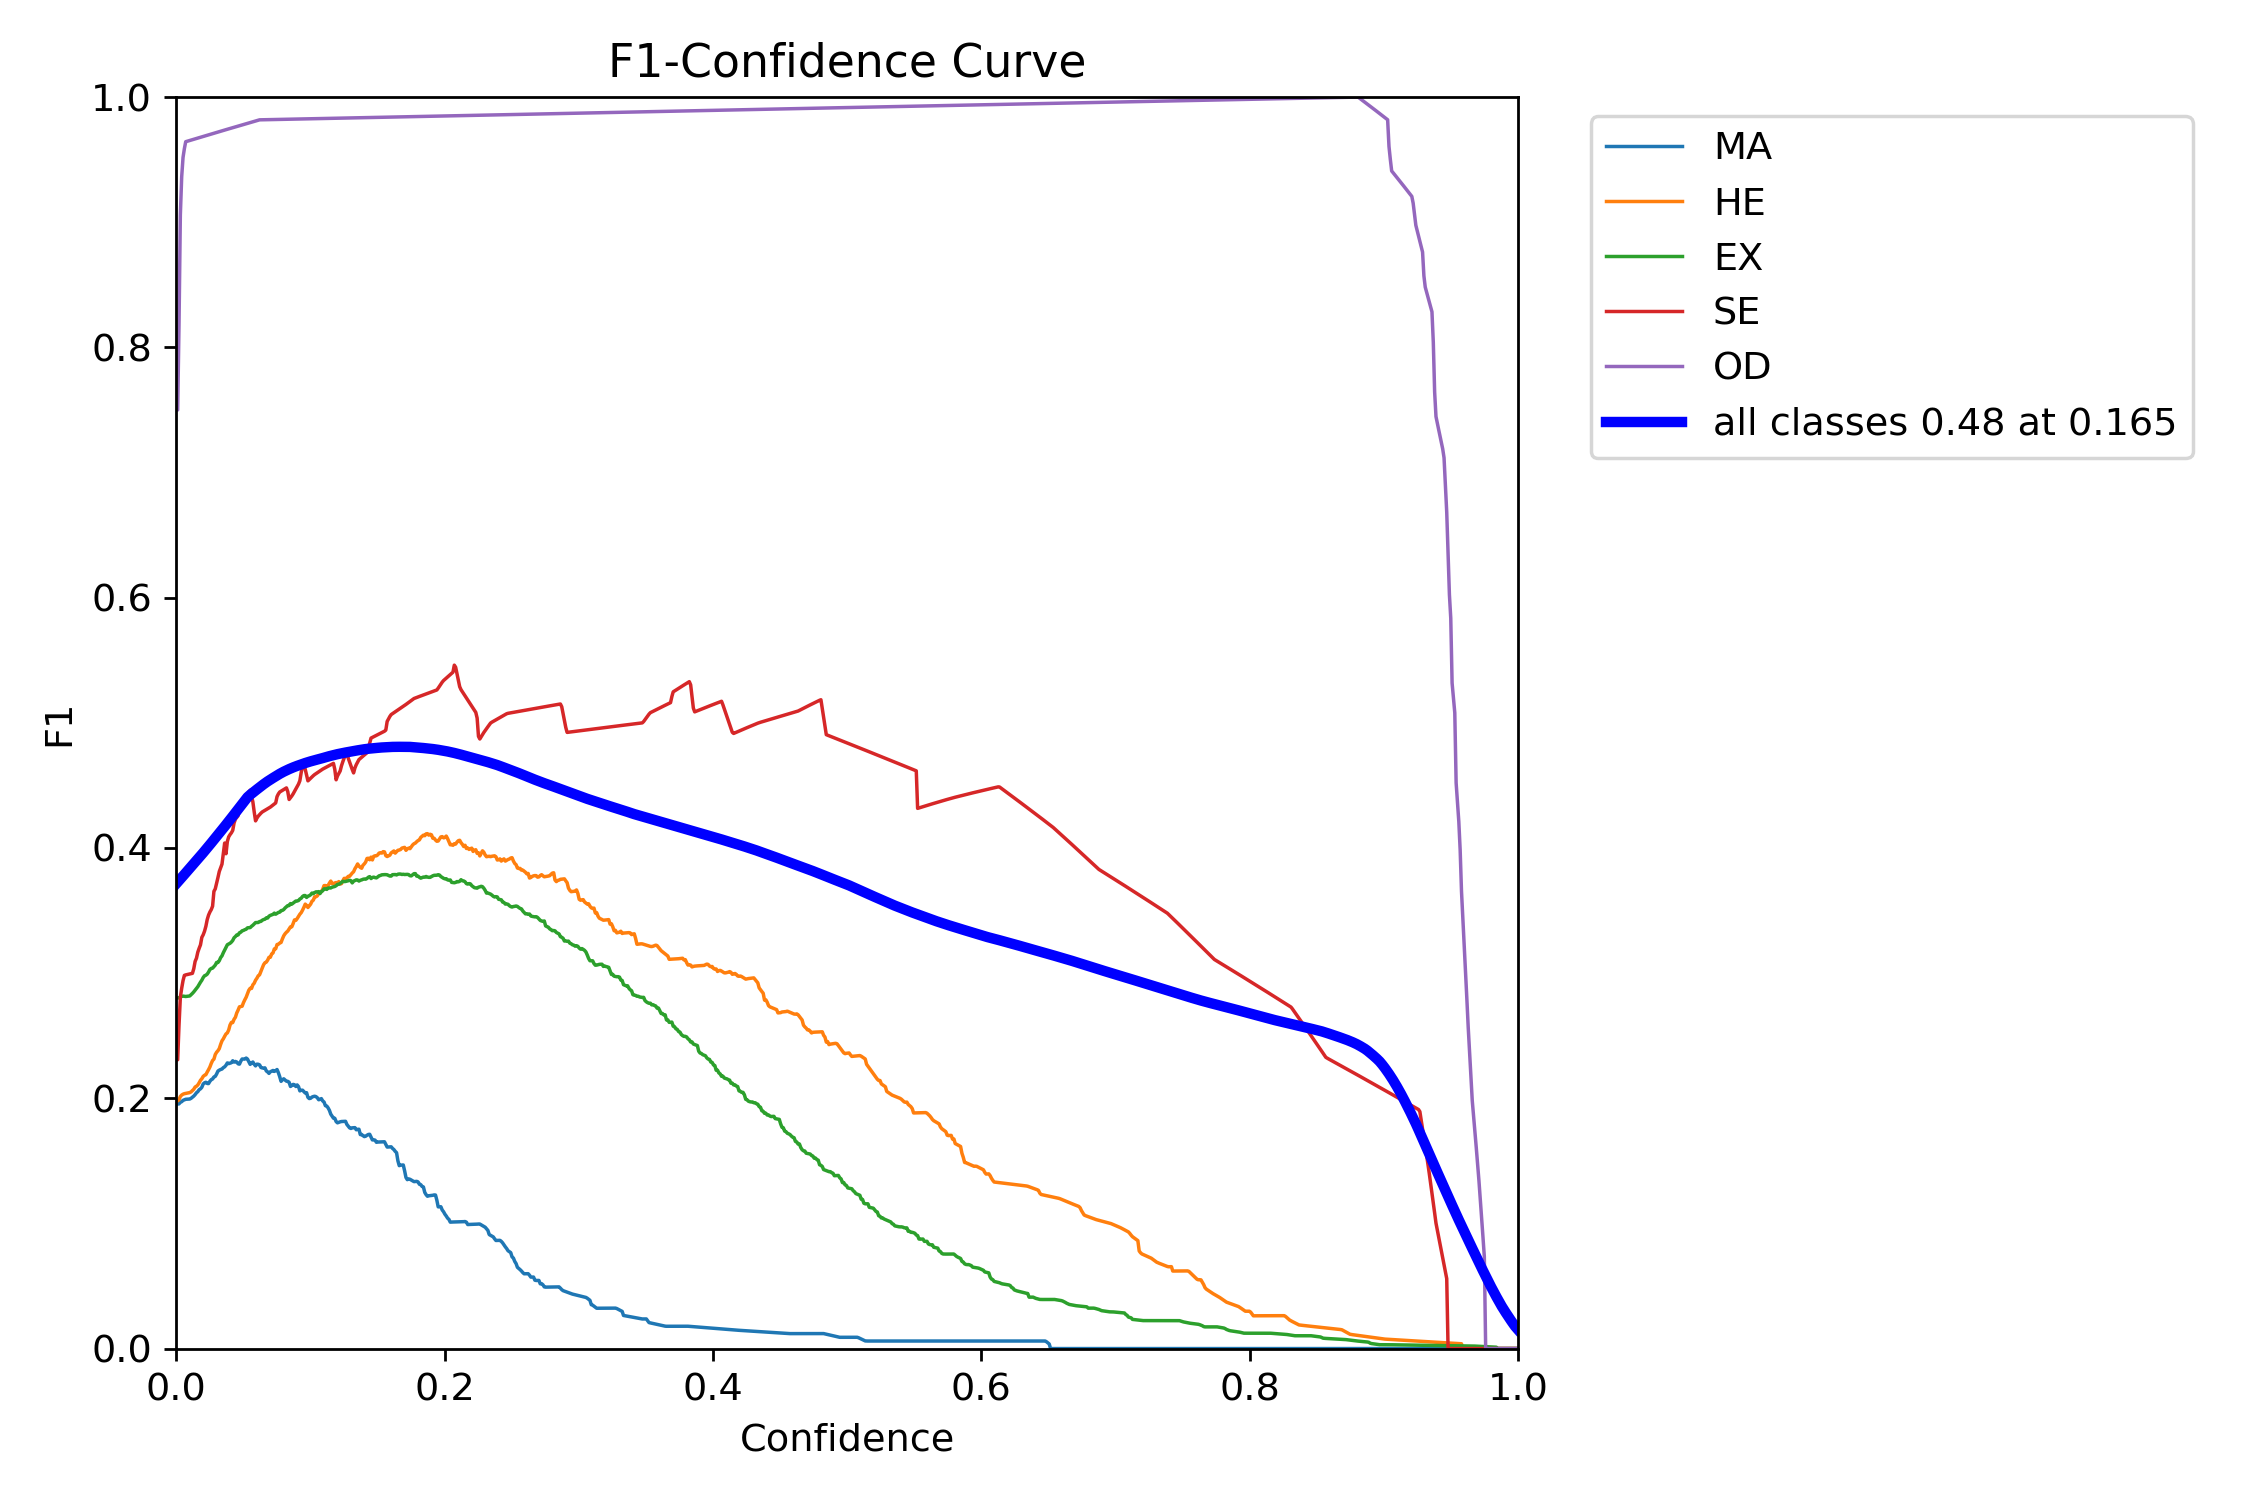 F1-Confidence Curve
1.0
0.8
0.6
0.4
0.2
0.0
F1
0.0 0.2 0.4 0.6 0.8 1.0
Confidence
MA
HE
EX
SE
OD
all classes 0.48 at 0.165